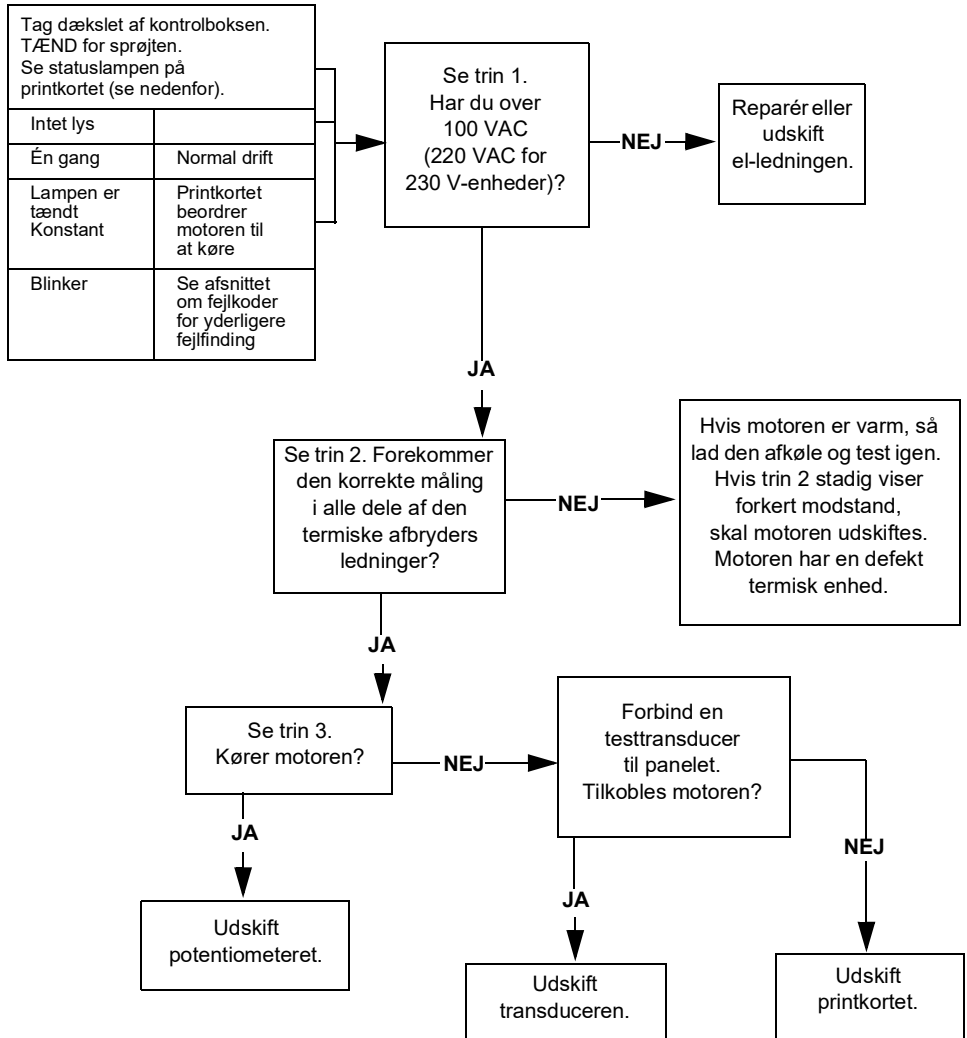 Tag dækslet af kontrolboksen.
TÆND for sprøjten.
Se statuslampen på
printkortet (se nedenfor).
Intet lys
Én gang
Normal drift
Lampen er
tændt
Konstant
Printkortet
beordrer
motoren til
at køre
Blinker
Se afsnittet
om fejlkoder
for yderligere
fejlfinding
Se trin 1.
Har du over
100 VAC
(220 VAC for
230 V-enheder)?
NEJ
Reparér eller
udskift
el-ledningen.
JA
Se trin 2. Forekommer
den korrekte måling
i alle dele af den
termiske afbryders
ledninger?
NEJ
Hvis motoren er varm, så
lad den afkøle og test igen.
Hvis trin 2 stadig viser
forkert modstand,
skal motoren udskiftes.
Motoren har en defekt
termisk enhed.
JA
Se trin 3.
Kører motoren?
NEJ
Forbind en
testtransducer
til panelet.
Tilkobles motoren?
JA
NEJ
JA
Udskift
potentiometeret.
Udskift
transduceren.
Udskift
printkortet.